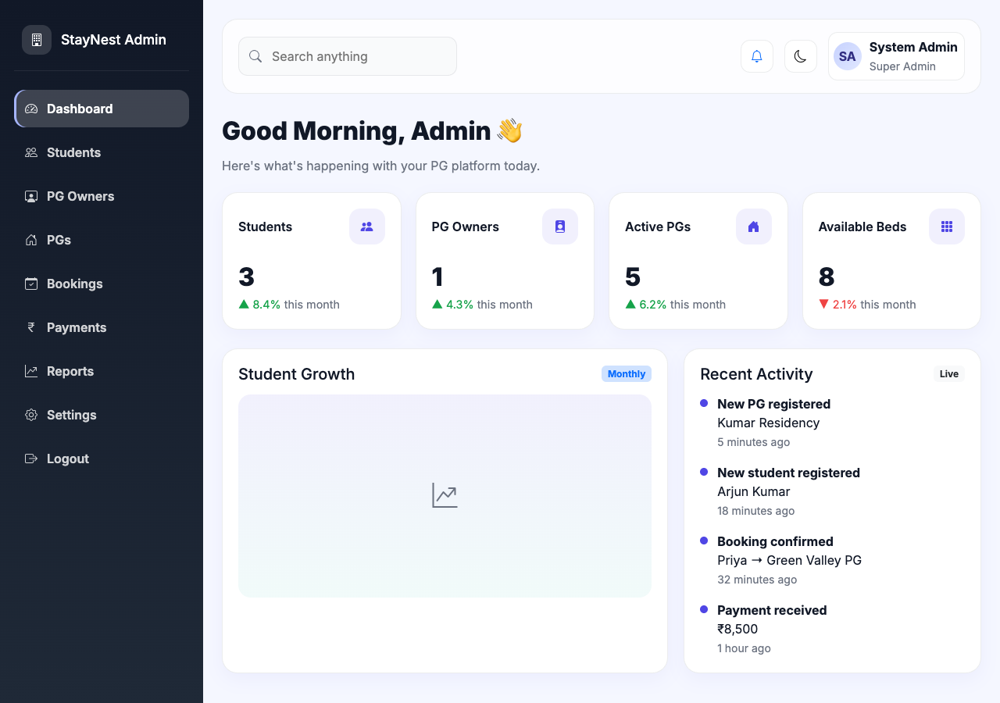 StayNest Admin
Dashboard
Students
PG Owners
PGs
Bookings
Payments
Reports
Settings
Logout
Search anything
SA
System Admin
Super Admin
Good Morning, Admin 👋
Here's what's happening with your PG platform today.
Students
3
▲ 8.4% this month
PG Owners
1
▲ 4.3% this month
Active PGs
5
▲ 6.2% this month
Available Beds
8
▼ 2.1% this month
Student Growth
Monthly
Recent Activity
Live
New PG registered
Kumar Residency
5 minutes ago
New student registered
Arjun Kumar
18 minutes ago
Booking confirmed
Priya → Green Valley PG
32 minutes ago
Payment received
₹8,500
1 hour ago